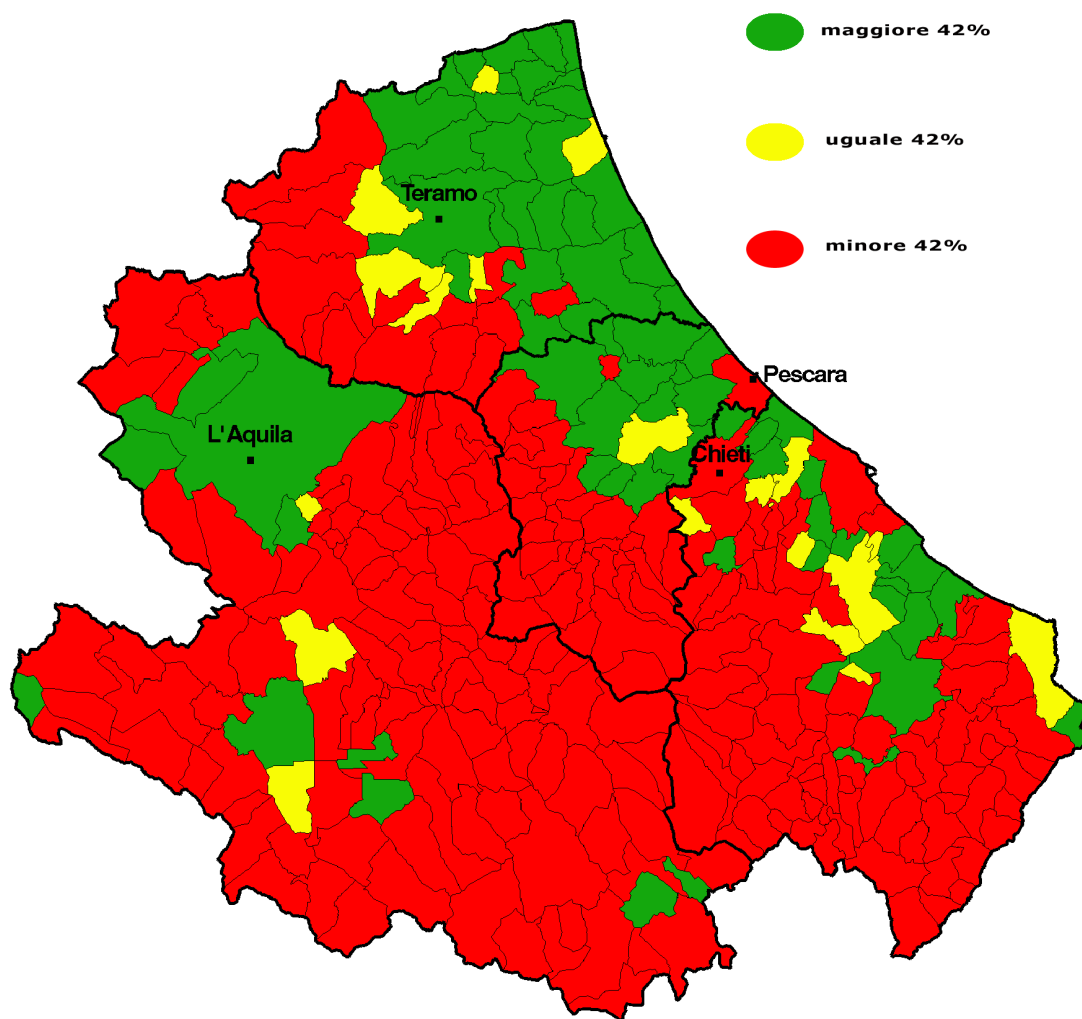 maggiore 42%
uguale 42%
Teramo
minore 42%
Pescara
L'Aquila
Chieti